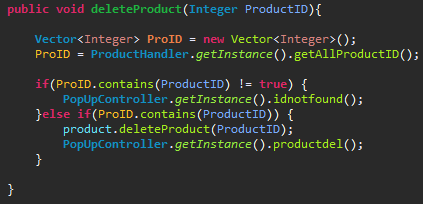 public void deleteProduct(Integer ProductID){
Vector<Integer> ProID = new Vector<Integer>();
ProID = ProductHandler.getInstance().getAllProductID();
if(ProID.contains(ProductID) != true) {
PopUpController.getInstance().idnotfound();
}else if(ProID.contains(ProductID)) {
product.deleteProduct(ProductID);
PopUpController.getInstance().productdel();
}
}